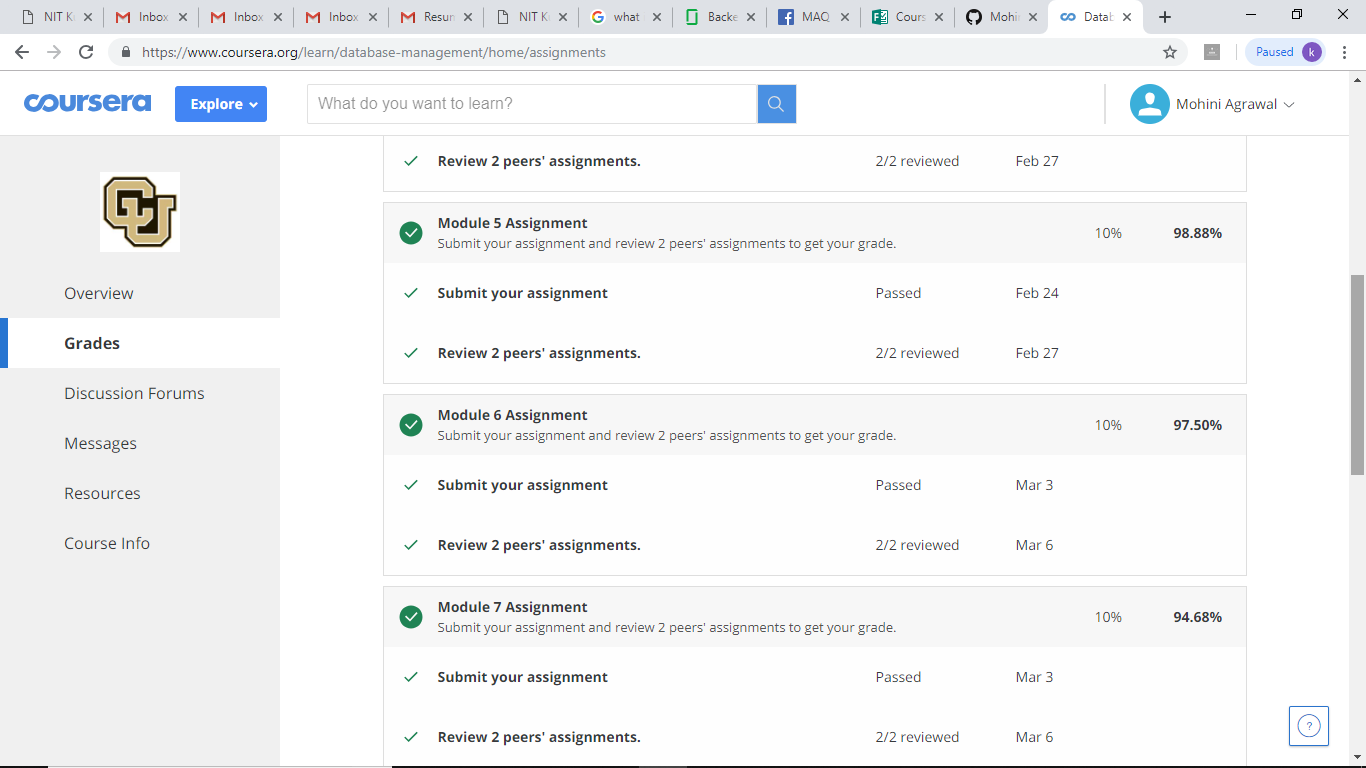 NIT K
Inbox
Inbox
Inbox
Resun
NIT K
what
Backe
MAQ
Cours
Mohin
Datab
https://www.coursera.org/learn/database-management/home/assignments
Paused
k
coursera
Explore
What do you want to learn?
Mohini Agrawal
CU
Overview
Grades
Discussion Forums
Messages
Resources
Course Info
Review 2 peers' assignments. 2/2 reviewed Feb 27
Module 5 Assignment
Submit your assignment and review 2 peers' assignments to get your grade.
10% 98.88%
Submit your assignment Passed Feb 24
Review 2 peers' assignments. 2/2 reviewed Feb 27
Module 6 Assignment
Submit your assignment and review 2 peers' assignments to get your grade.
10% 97.50%
Submit your assignment Passed Mar 3
Review 2 peers' assignments. 2/2 reviewed Mar 6
Module 7 Assignment
Submit your assignment and review 2 peers' assignments to get your grade.
10% 94.68%
Submit your assignment Passed Mar 3
Review 2 peers' assignments. 2/2 reviewed Mar 6
?